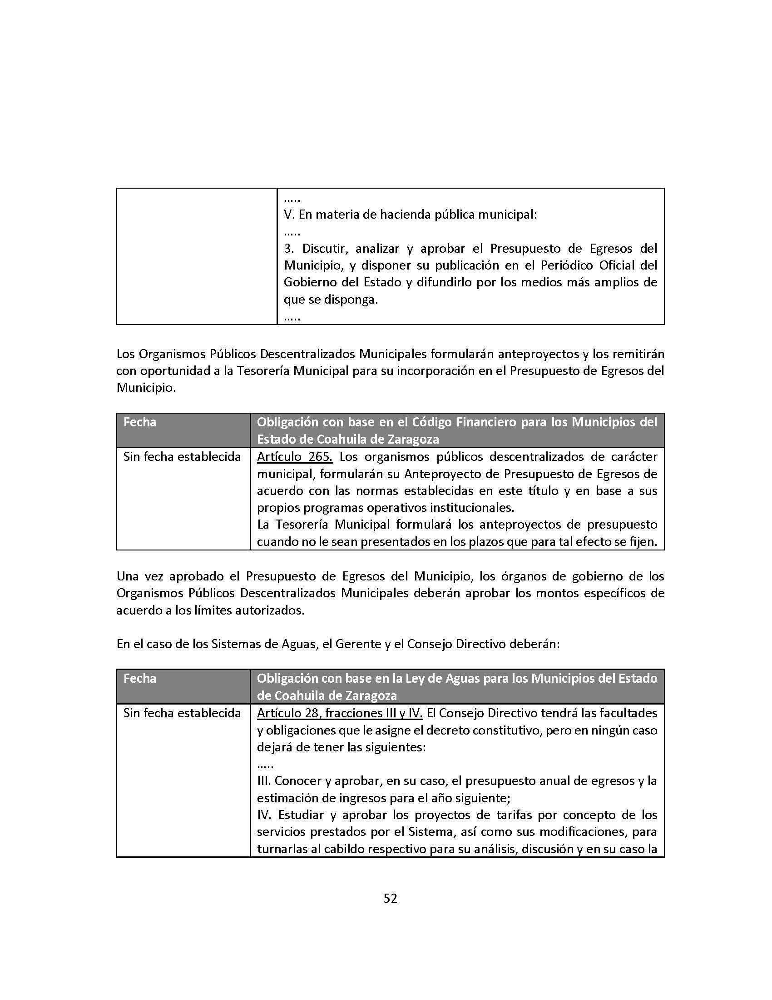 .....
V. En materia de hacienda pública municipal:
.....
3. Discutir, analizar y aprobar el Presupuesto de Egresos del
Municipio, y disponer su publicación en el Periódico Oficial del
Gobierno del Estado y difundirlo por los medios más amplios de
que se disponga.
.....
Los Organismos Públicos Descentralizados Municipales formularán anteproyectos y los remitirán
con oportunidad a la Tesorería Municipal para su incorporación en el Presupuesto de Egresos del
Municipio.
Fecha
Obligación con base en el Código Financiero para los Municipios del
Estado de Coahuila de Zaragoza
Sin fecha establecida
Artículo 265. Los organismos públicos descentralizados de carácter
municipal, formularán su Anteproyecto de Presupuesto de Egresos de
acuerdo con las normas establecidas en este título y en base a sus
propios programas operativos institucionales.
La Tesorería Municipal formulará los anteproyectos de presupuesto
cuando no le sean presentados en los plazos que para tal efecto se fijen.
Una vez aprobado el Presupuesto de Egresos del Municipio, los órganos de gobierno de los
Organismos Públicos Descentralizados Municipales deberán aprobar los montos específicos de
acuerdo a los límites autorizados.
En el caso de los Sistemas de Aguas, el Gerente y el Consejo Directivo deberán:
Fecha
Obligación con base en la Ley de Aguas para los Municipios del Estado
de Coahuila de Zaragoza
Sin fecha establecida
Artículo 28, fracciones III y IV. El Consejo Directivo tendrá las facultades
y obligaciones que le asigne el decreto constitutivo, pero en ningún caso
dejará de tener las siguientes:
.....
III. Conocer y aprobar, en su caso, el presupuesto anual de egresos y la
estimación de ingresos para el año siguiente;
IV. Estudiar y aprobar los proyectos de tarifas por concepto de los
servicios prestados por el Sistema, así como sus modificaciones, para
turnarlas al cabildo respectivo para su análisis, discusión y en su caso la
52